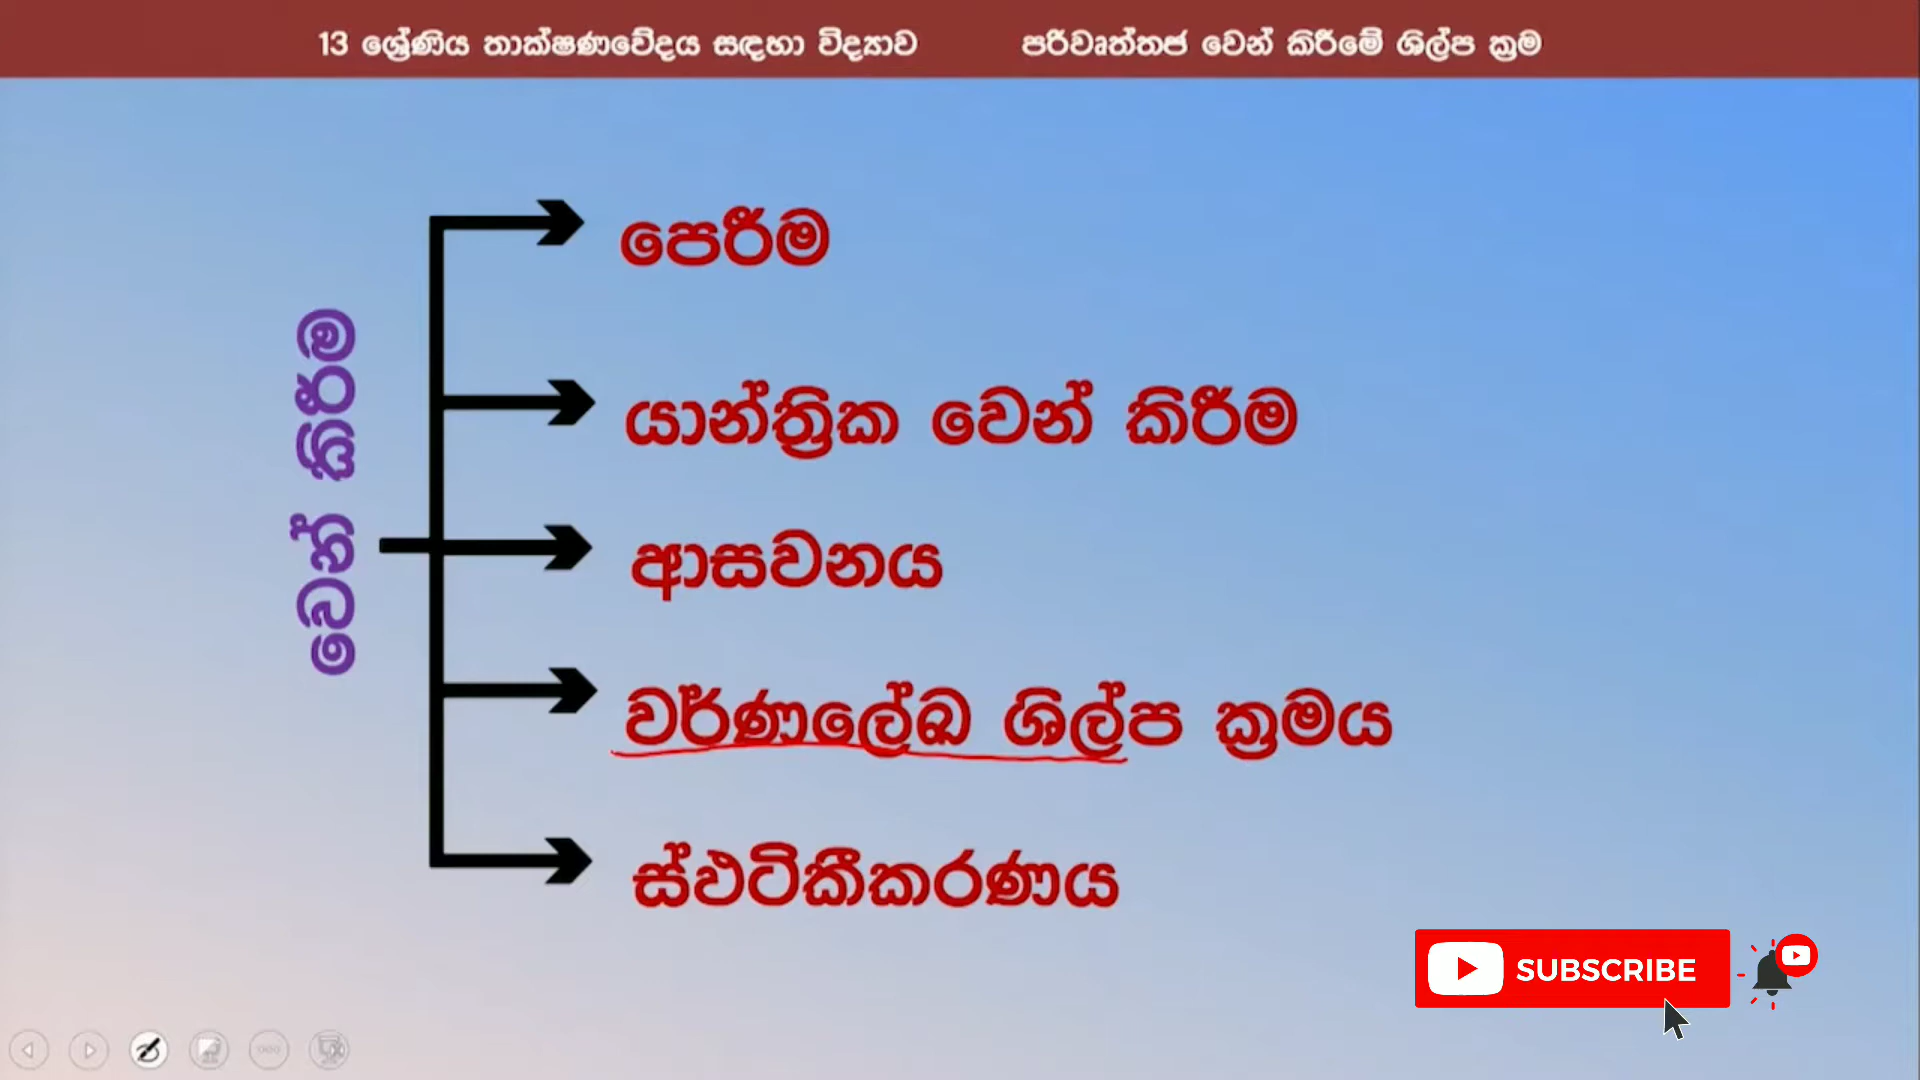 13 ශ්‍රේණිය තාක්ෂණවේදය සඳහා විද්‍යාව
පරිවෘත්තජ වෙන් කිරීමේ ශිල්ප ක්‍රම
වෙන් කිරීම
පෙරීම
යාන්ත්‍රික වෙන් කිරීම
ආසවනය
වර්ණලේඛ ශිල්ප ක්‍රමය
ස්ඵටිකීකරණය
SUBSCRIBE